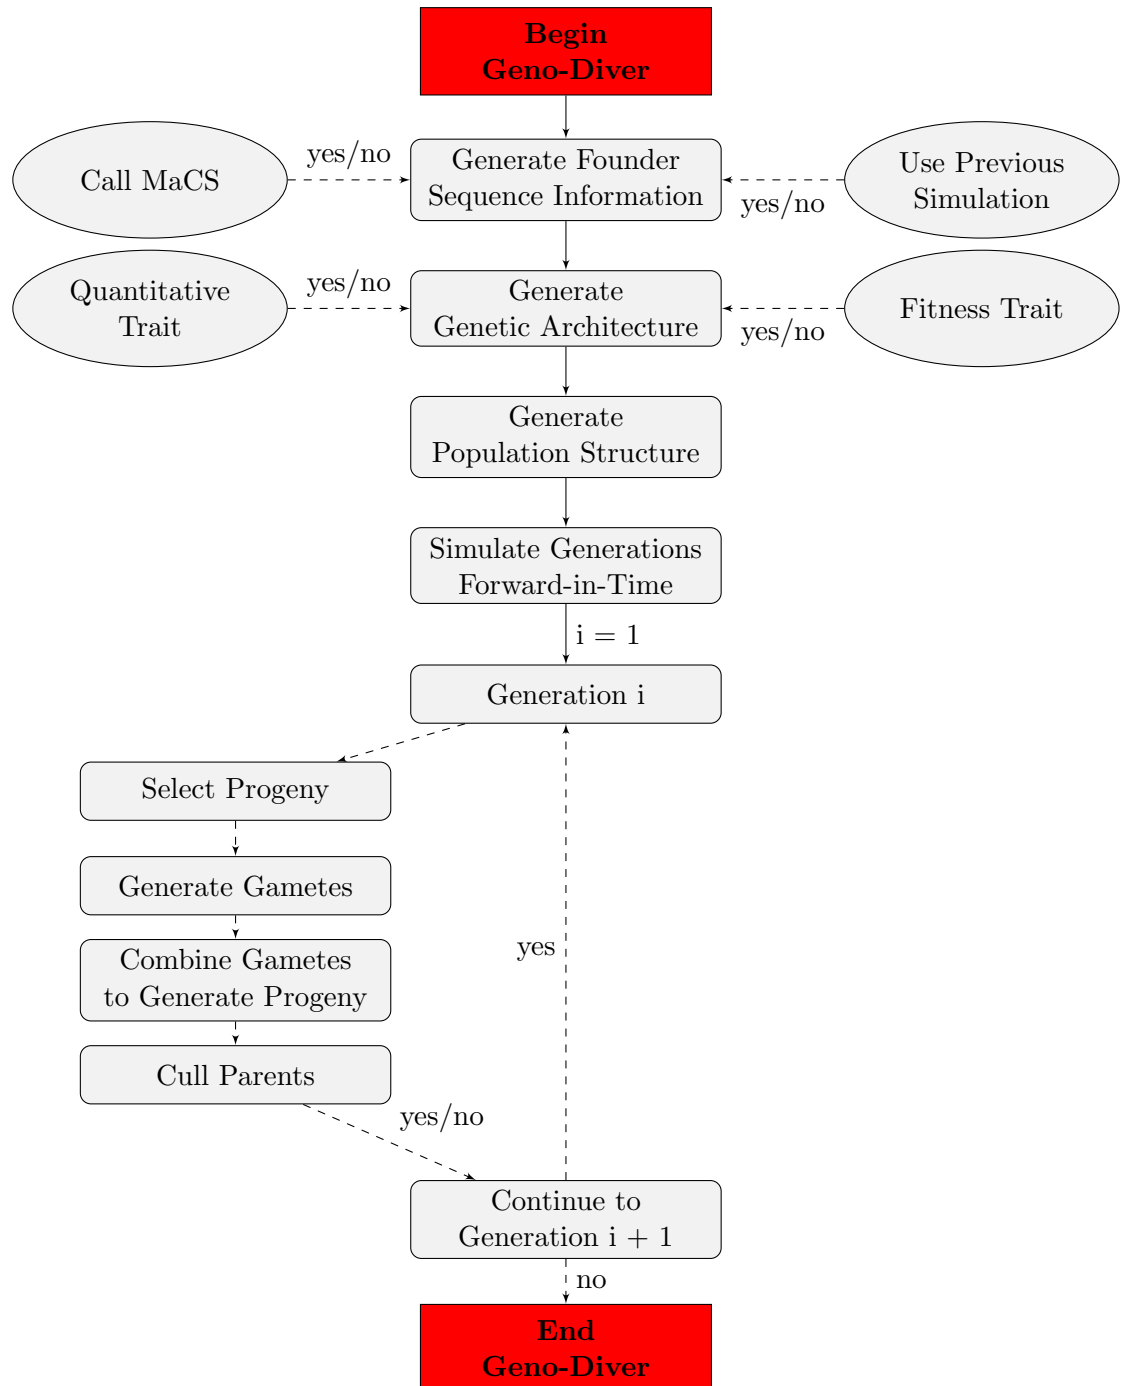 Begin
Geno-Diver
Call MaCS
yes/no
Generate Founder
Sequence Information
yes/no
Use Previous
Simulation
Quantitative
Trait
yes/no
Generate
Genetic Architecture
yes/no
Fitness Trait
Generate
Population Structure
Simulate Generations
Forward-in-Time
i = 1
Generation i
Select Progeny
Generate Gametes
Combine Gametes
to Generate Progeny
Cull Parents
yes/no
yes
Continue to
Generation i + 1
no
End
Geno-Diver